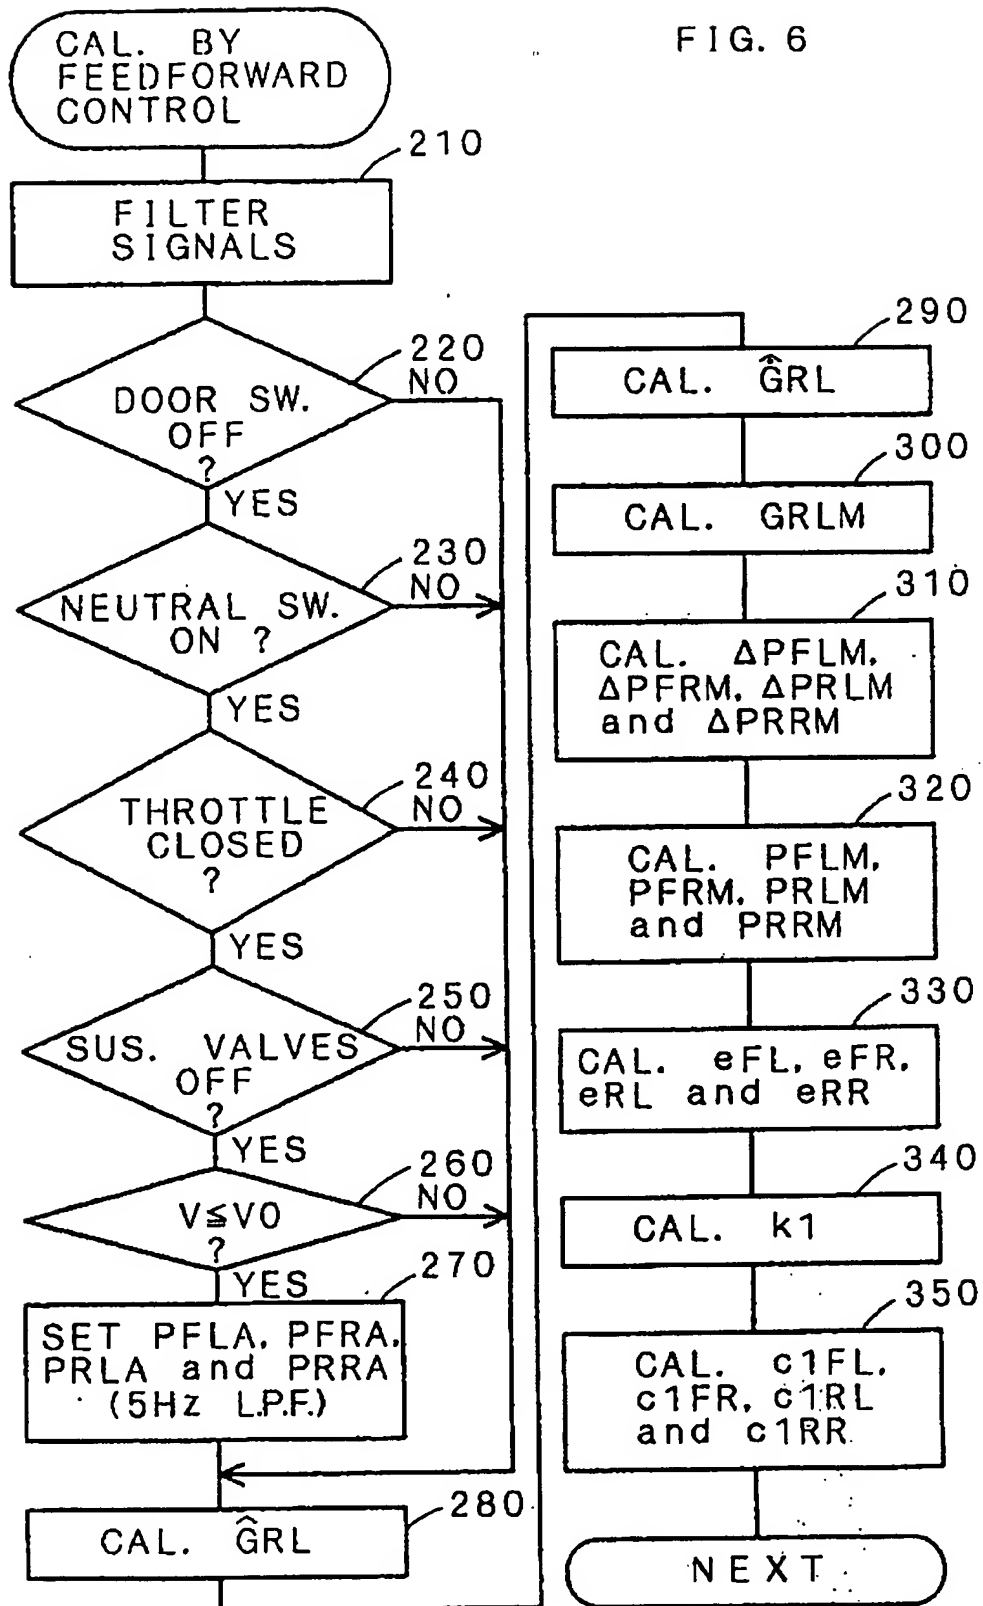 FIG. 6
CAL. BY
FEEDFORWARD
CONTROL
210
FILTER
SIGNALS
220
NO
DOOR SW.
OFF
?
YES
230
NO
NEUTRAL SW.
ON ?
YES
240
NO
THROTTLE
CLOSED
?
YES
250
NO
SUS. VALVES
OFF
?
YES
260
NO
V≦V0
?
YES
270
SET PFLA, PFRA,
PRLA and PRRA
(5Hz L.P.F.)
280
CAL. ĜRL
290
CAL. Ĝ̇RL
300
CAL. GRLM
310
CAL. ΔPFLM,
ΔPFRM, ΔPRLM
and ΔPRRM
320
CAL. PFLM,
PFRM, PRLM
and PRRM
330
CAL. eFL, eFR,
eRL and eRR
340
CAL. k1
350
CAL. c1FL,
c1FR, c1RL
and c1RR
NEXT